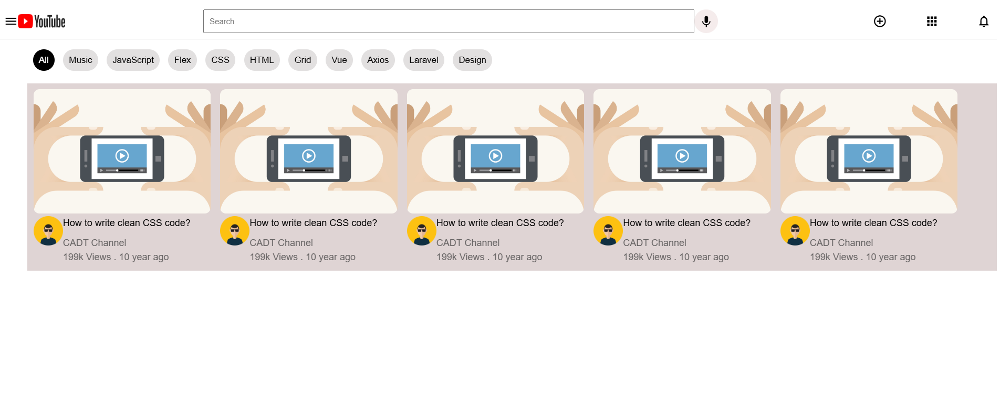 YouTube
Search
All Music JavaScript Flex CSS HTML Grid Vue Axios Laravel Design
How to write clean CSS code? How to write clean CSS code? How to write clean CSS code? How to write clean CSS code? How to write clean CSS code?
CADT Channel CADT Channel CADT Channel CADT Channel CADT Channel
199k Views . 10 year ago 199k Views . 10 year ago 199k Views . 10 year ago 199k Views . 10 year ago 199k Views . 10 year ago